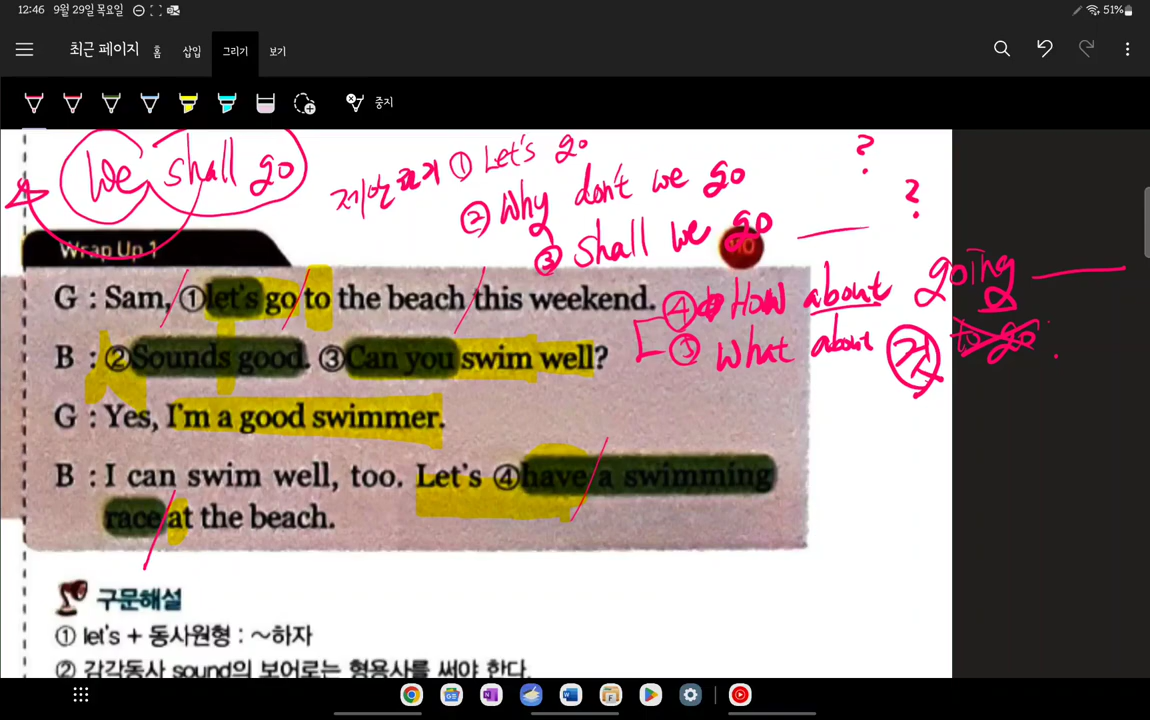 12:46 9월 29일 목요일 51%
최근 페이지 홈 삽입 그리기 보기
중지
We shall go
제안 표기 ① Let's go
② Why don't we go ?
③ shall we go ?
Wrap Up 1
G : Sam, ①let's go to the beach this weekend.
④ How about going
B : ②Sounds good. ③Can you swim well?
③ What about 것 to go .
G : Yes, I'm a good swimmer.
B : I can swim well, too. Let's ④have a swimming
race at the beach.
구문해설
① let's + 동사원형 : ~하자
② 감각동사 sound의 보어로는 형용사를 써야 한다.